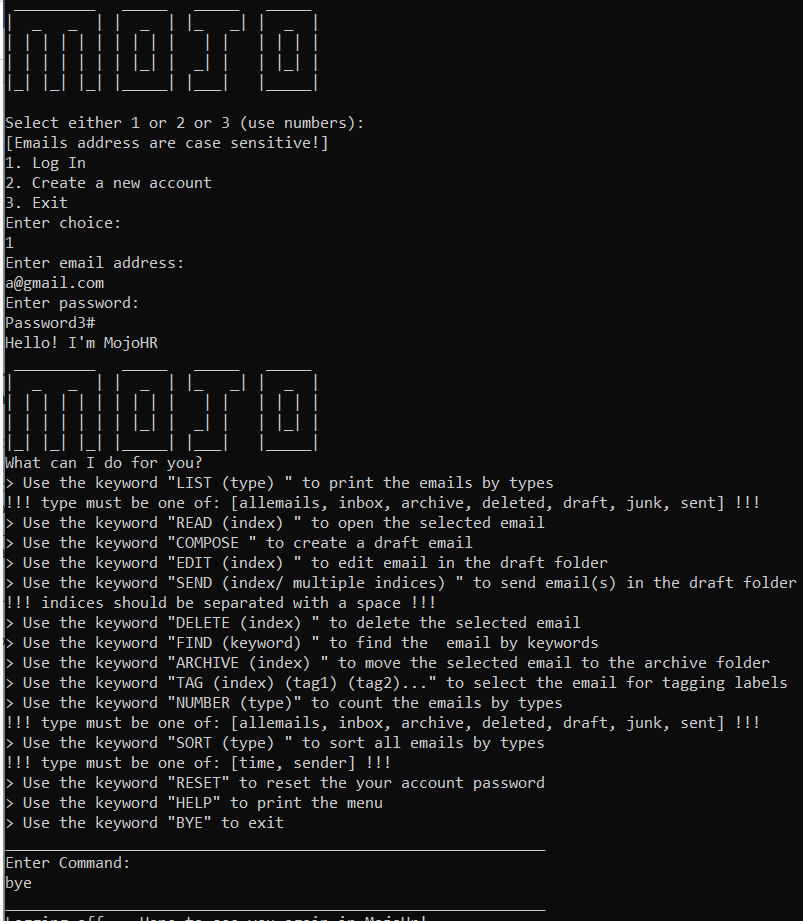 MOJO
Select either 1 or 2 or 3 (use numbers):
[Emails address are case sensitive!]
1. Log In
2. Create a new account
3. Exit
Enter choice:
1
Enter email address:
a@gmail.com
Enter password:
Password3#
Hello! I'm MojoHR
MOJO
What can I do for you?
> Use the keyword "LIST (type) " to print the emails by types
!!! type must be one of: [allemails, inbox, archive, deleted, draft, junk, sent] !!!
> Use the keyword "READ (index) " to open the selected email
> Use the keyword "COMPOSE " to create a draft email
> Use the keyword "EDIT (index) " to edit email in the draft folder
> Use the keyword "SEND (index/ multiple indices) " to send email(s) in the draft folder
!!! indices should be separated with a space !!!
> Use the keyword "DELETE (index) " to delete the selected email
> Use the keyword "FIND (keyword) " to find the  email by keywords
> Use the keyword "ARCHIVE (index) " to move the selected email to the archive folder
> Use the keyword "TAG (index) (tag1) (tag2)..." to select the email for tagging labels
> Use the keyword "NUMBER (type)" to count the emails by types
!!! type must be one of: [allemails, inbox, archive, deleted, draft, junk, sent] !!!
> Use the keyword "SORT (type) " to sort all emails by types
!!! type must be one of: [time, sender] !!!
> Use the keyword "RESET" to reset the your account password
> Use the keyword "HELP" to print the menu
> Use the keyword "BYE" to exit
Enter Command:
bye